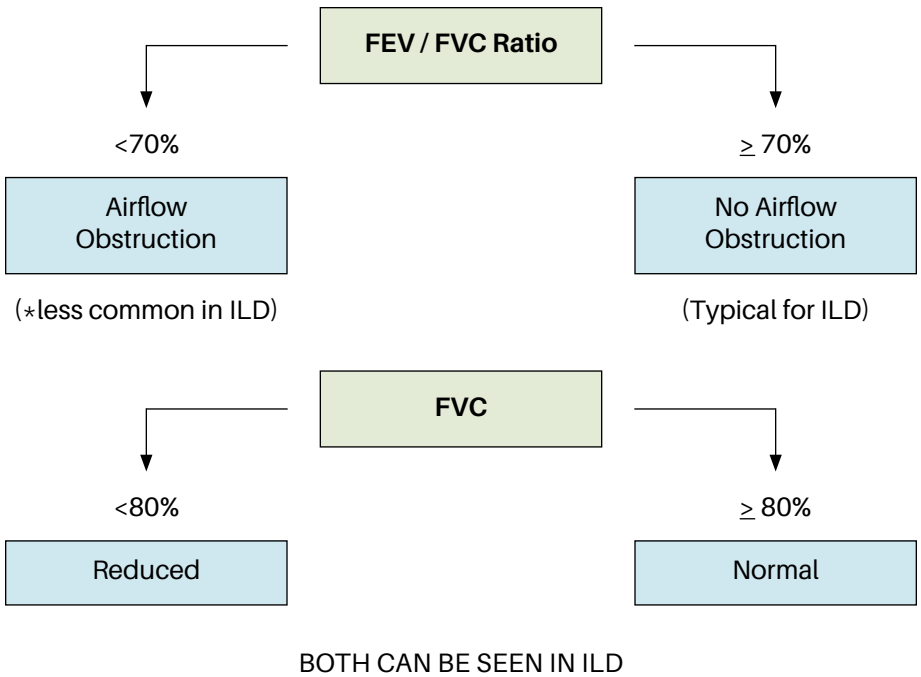 FEV / FVC Ratio
<70%
≥ 70%
Airflow
Obstruction
No Airflow
Obstruction
(*less common in ILD)
(Typical for ILD)
FVC
<80%
≥ 80%
Reduced
Normal
BOTH CAN BE SEEN IN ILD